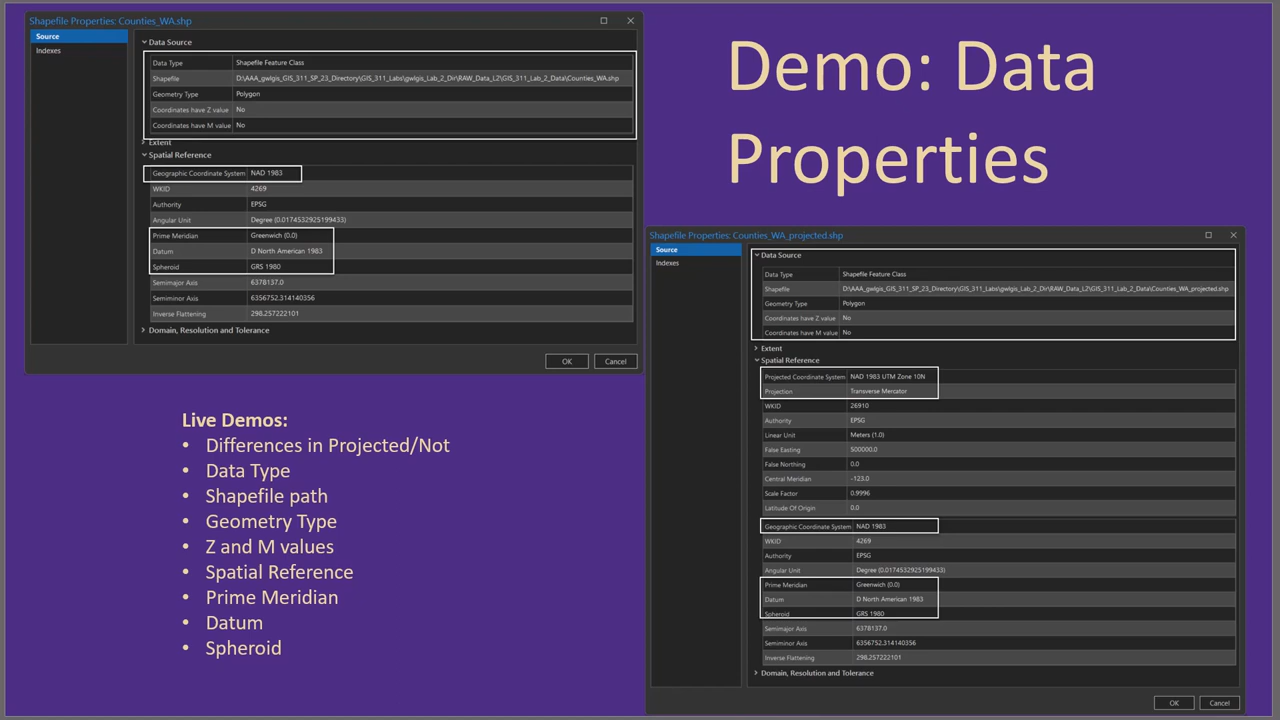 Shapefile Properties: Counties_WA.shp
Source
Indexes
Data Source
Data Type Shapefile Feature Class
Shapefile D:\AAA_gwlgis_GIS_311_SP_23_Directory\GIS_311_Labs\gwlgis_Lab_2_Dir\RAW_Data_L2\GIS_311_Lab_2_Data\Counties_WA.shp
Geometry Type Polygon
Coordinates have Z value No
Coordinates have M value No
Extent
Spatial Reference
Geographic Coordinate System NAD 1983
WKID 4269
Authority EPSG
Angular Unit Degree (0.0174532925199433)
Prime Meridian Greenwich (0.0)
Datum D North American 1983
Spheroid GRS 1980
Semimajor Axis 6378137.0
Semiminor Axis 6356752.314140356
Inverse Flattening 298.257222101
Domain, Resolution and Tolerance
OK Cancel
Demo: Data
Properties
Live Demos:
• Differences in Projected/Not
• Data Type
• Shapefile path
• Geometry Type
• Z and M values
• Spatial Reference
• Prime Meridian
• Datum
• Spheroid
Shapefile Properties: Counties_WA_projected.shp
Source
Indexes
Data Source
Data Type Shapefile Feature Class
Shapefile D:\AAA_gwlgis_GIS_311_SP_23_Directory\GIS_311_Labs\gwlgis_Lab_2_Dir\RAW_Data_L2\GIS_311_Lab_2_Data\Counties_WA_projected.shp
Geometry Type Polygon
Coordinates have Z value No
Coordinates have M value No
Extent
Spatial Reference
Projected Coordinate System NAD 1983 UTM Zone 10N
Projection Transverse Mercator
WKID 26910
Authority EPSG
Linear Unit Meters (1.0)
False Easting 500000.0
False Northing 0.0
Central Meridian -123.0
Scale Factor 0.9996
Latitude Of Origin 0.0
Geographic Coordinate System NAD 1983
WKID 4269
Authority EPSG
Angular Unit Degree (0.0174532925199433)
Prime Meridian Greenwich (0.0)
Datum D North American 1983
Spheroid GRS 1980
Semimajor Axis 6378137.0
Semiminor Axis 6356752.314140356
Inverse Flattening 298.257222101
Domain, Resolution and Tolerance
OK Cancel